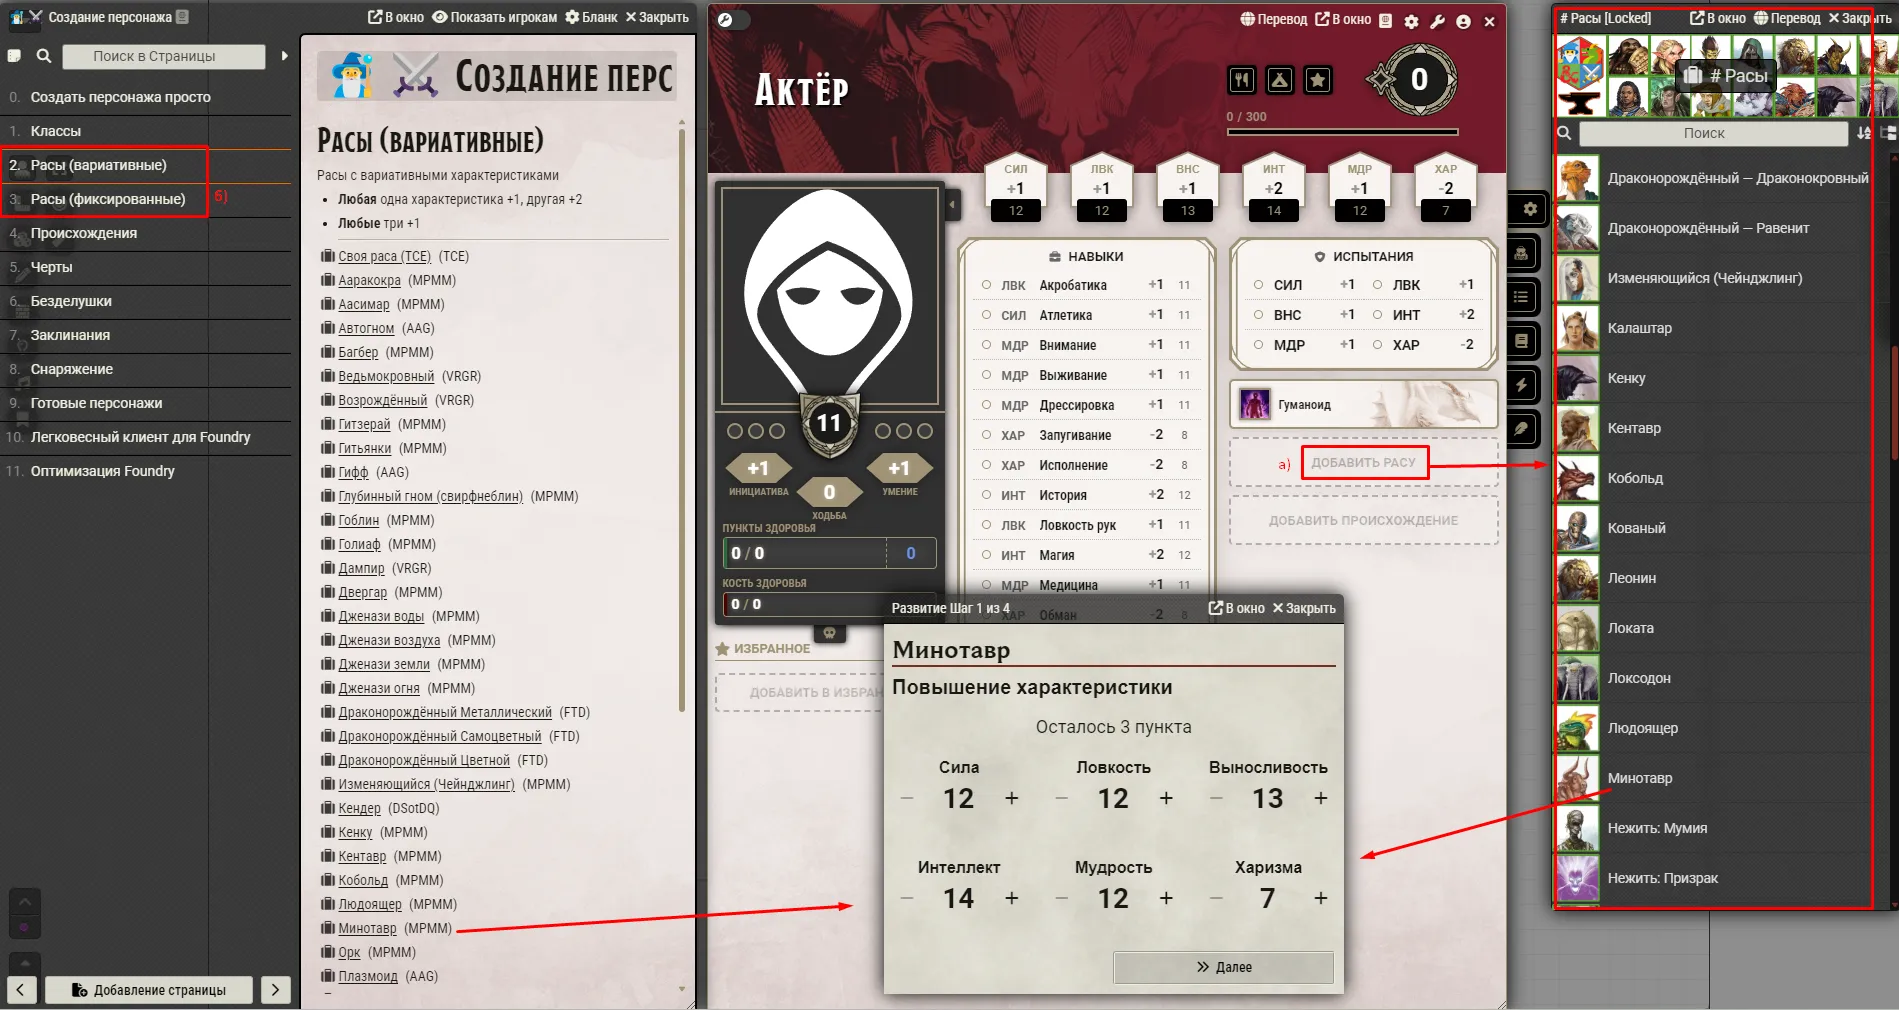 Создание персонажа
В окно Показать игрокам Бланк Закрыть
Поиск в Страницы
0. Создать персонажа просто
1. Классы
2. Расы (вариативные)
3. Расы (фиксированные)
б)
4. Происхождения
5. Черты
6. Безделушки
7. Заклинания
8. Снаряжение
9. Готовые персонажи
10. Легковесный клиент для Foundry
11. Оптимизация Foundry
Добавление страницы
Создание перс
Расы (вариативные)
Расы с вариативными характеристиками
• Любая одна характеристика +1, другая +2
• Любые три +1
Своя раса (TCE) (TCE)
Ааракокра (MPMM)
Аасимар (MPMM)
Автогном (AAG)
Багбер (MPMM)
Ведьмокровный (VRGR)
Возрождённый (VRGR)
Гитзерай (MPMM)
Гитьянки (MPMM)
Гифф (AAG)
Глубинный гном (свирфнеблин) (MPMM)
Гоблин (MPMM)
Голиаф (MPMM)
Дампир (VRGR)
Двергар (MPMM)
Дженази воды (MPMM)
Дженази воздуха (MPMM)
Дженази земли (MPMM)
Дженази огня (MPMM)
Драконорождённый Металлический (FTD)
Драконорождённый Самоцветный (FTD)
Драконорождённый Цветной (FTD)
Изменяющийся (Чейнджлинг) (MPMM)
Кендер (DSotDQ)
Кенку (MPMM)
Кентавр (MPMM)
Кобольд (MPMM)
Людоящер (MPMM)
Минотавр (MPMM)
Орк (MPMM)
Плазмоид (AAG)
Перевод В окно
Актёр
0
0 / 300
СИЛ ЛВК ВНС ИНТ МДР ХАР
+1 +1 +1 +2 +1 -2
12 12 13 14 12 7
11
+1 +1
ИНИЦИАТИВА УМЕНИЕ
0
ХОДЬБА
ПУНКТЫ ЗДОРОВЬЯ
0 / 0 0
КОСТЬ ЗДОРОВЬЯ
0 / 0
ИЗБРАННОЕ
ДОБАВИТЬ В ИЗБРАН
НАВЫКИ
ЛВК Акробатика +1 11
СИЛ Атлетика +1 11
МДР Внимание +1 11
МДР Выживание +1 11
МДР Дрессировка +1 11
ХАР Запугивание -2 8
ХАР Исполнение -2 8
ИНТ История +2 12
ЛВК Ловкость рук +1 11
ИНТ Магия +2 12
МДР Медицина +1 11
ХАР Обман -2 8
ИСПЫТАНИЯ
СИЛ +1 ЛВК +1
ВНС +1 ИНТ +2
МДР +1 ХАР -2
Гуманоид
а) ДОБАВИТЬ РАСУ
ДОБАВИТЬ ПРОИСХОЖДЕНИЕ
Развитие Шаг 1 из 4 В окно Закрыть
Минотавр
Повышение характеристики
Осталось 3 пункта
Сила Ловкость Выносливость
− 12 + − 12 + − 13 +
Интеллект Мудрость Харизма
− 14 + − 12 + − 7 +
Далее
# Расы [Locked] В окно Перевод Закрыть
# Расы
Поиск
Драконорождённый — Драконокровный
Драконорождённый — Равенит
Изменяющийся (Чейнджлинг)
Калаштар
Кенку
Кентавр
Кобольд
Кованый
Леонин
Локата
Локсодон
Людоящер
Минотавр
Нежить: Мумия
Нежить: Призрак